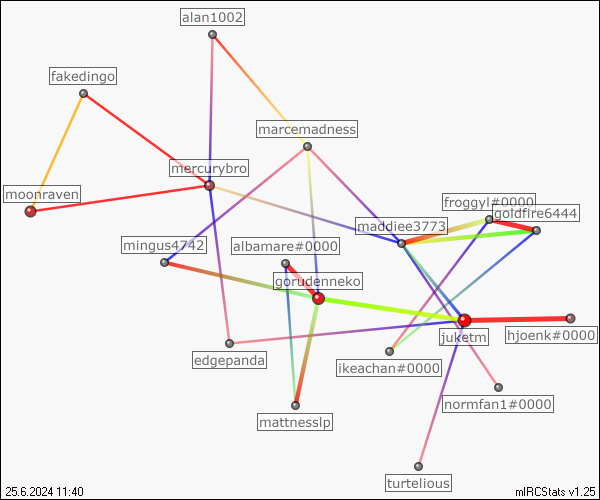 alan1002
fakedingo
marcemadness
mercurybro
moonraven
froggyl#0000
goldfire6444
maddiee3773
mingus4742
albamare#0000
gorudenneko
juketm
hjoenk#0000
edgepanda
ikeachan#0000
normfan1#0000
mattnesslp
turtelious
25.6.2024 11:40
mIRCStats v1.25